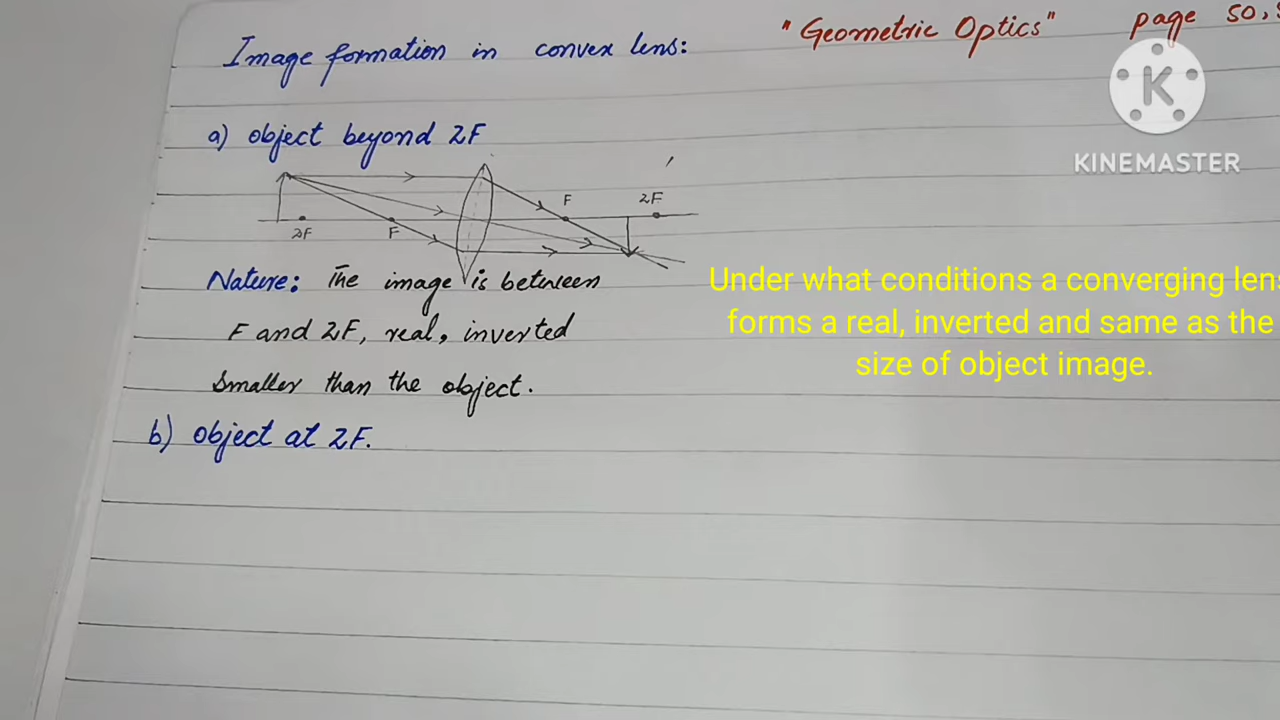 Image formation in convex lens:
"Geometric Optics" page 50,
a) object beyond 2F
KINEMASTER
F 2F
2F F
Nature: The image is between
F and 2F, real, inverted
smaller than the object.
Under what conditions a converging lens
forms a real, inverted and same as the
size of object image.
b) object at 2F.